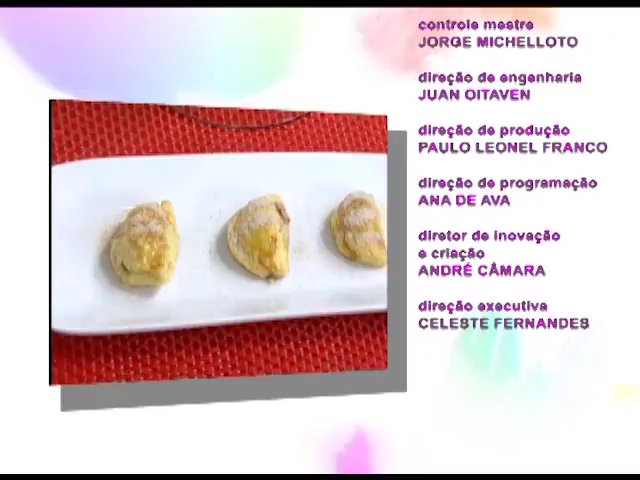 controle mestre
JORGE MICHELLOTO
direção de engenharia
JUAN OITAVEN
direção de produção
PAULO LEONEL FRANCO
direção de programação
ANA DE AVA
diretor de inovação
e criação
ANDRÉ CÂMARA
direção executiva
CELESTE FERNANDES